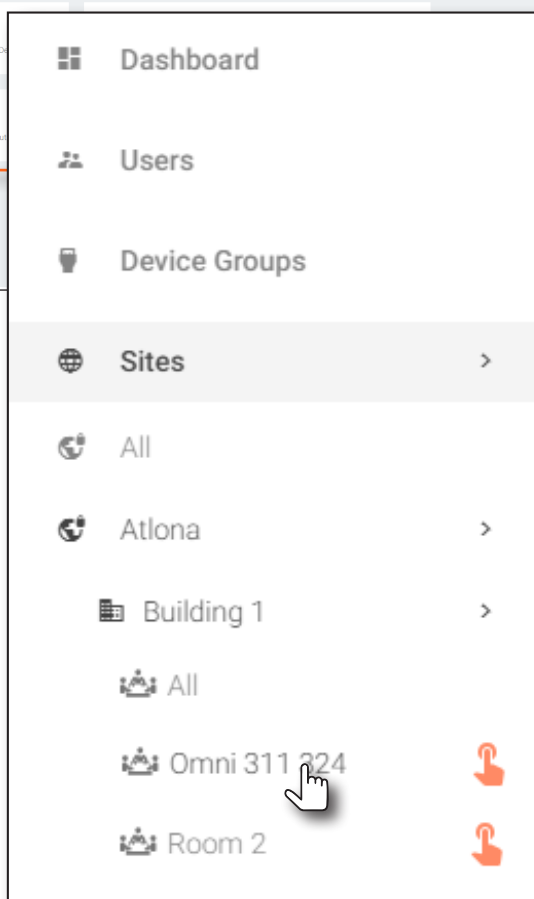 Dashboard
Users
Device Groups
Sites
All
Atlona
Building 1
All
Omni 311 324
Room 2